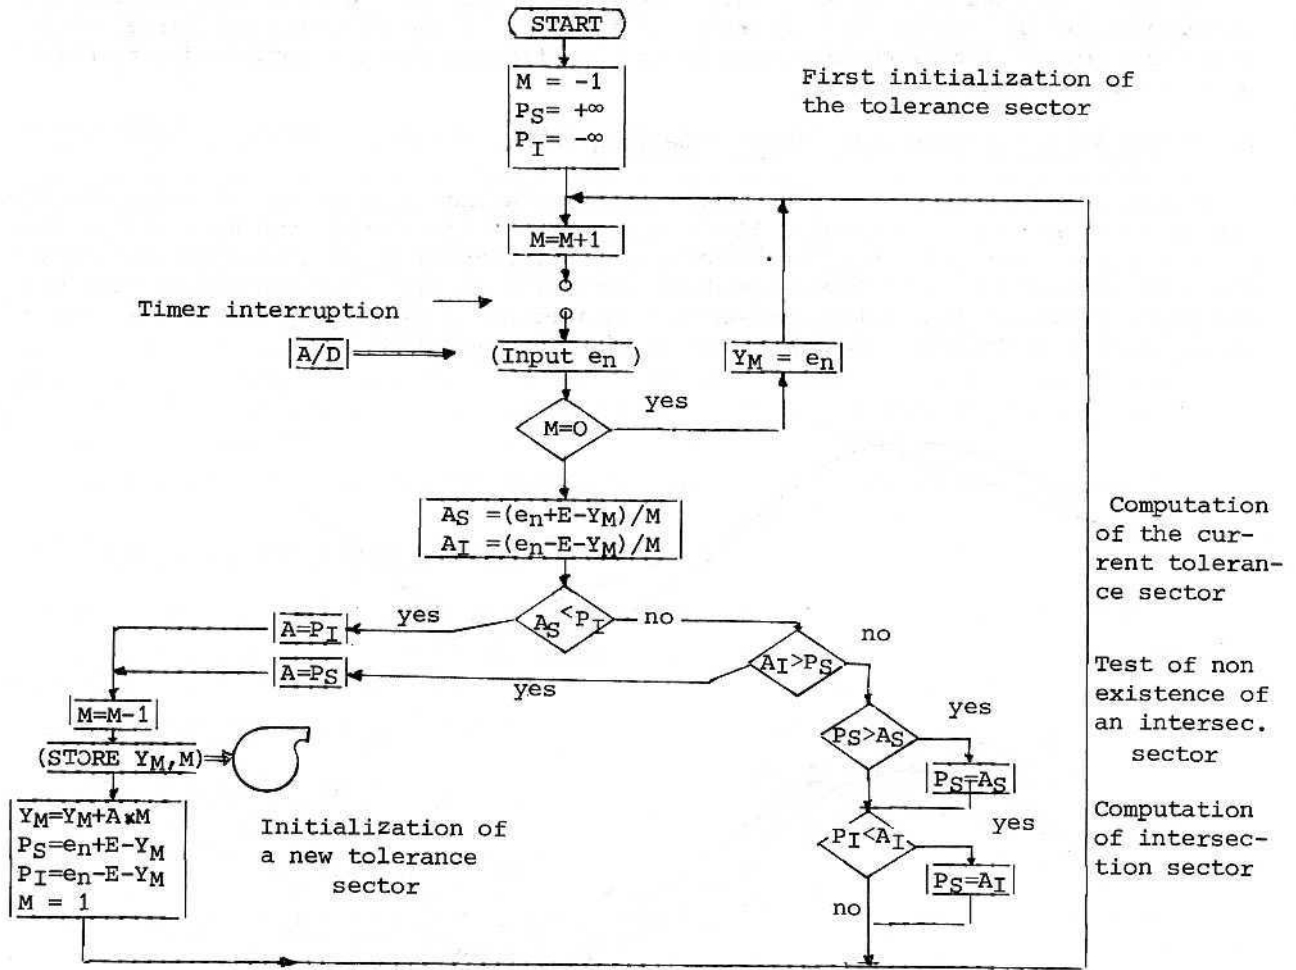 START
M = -1
PS= +∞
PI= -∞
First initialization of
the tolerance sector
M=M+1
Timer interruption
A/D
(Input en )
YM = en
M=O
yes
AS =(en+E-YM)/M
AI =(en-E-YM)/M
Computation
of the cur-
rent toleran-
ce sector
AS<PI
yes
no
A=PI
AI>PS
no
yes
A=PS
Test of non
existence of
an intersec.
sector
M=M-1
(STORE YM,M)
PS>AS
yes
PS=AS
YM=YM+A*M
PS=en+E-YM
PI=en-E-YM
M = 1
Initialization of
a new tolerance
sector
PI<AI
yes
PS=AI
no
Computation
of intersec-
tion sector